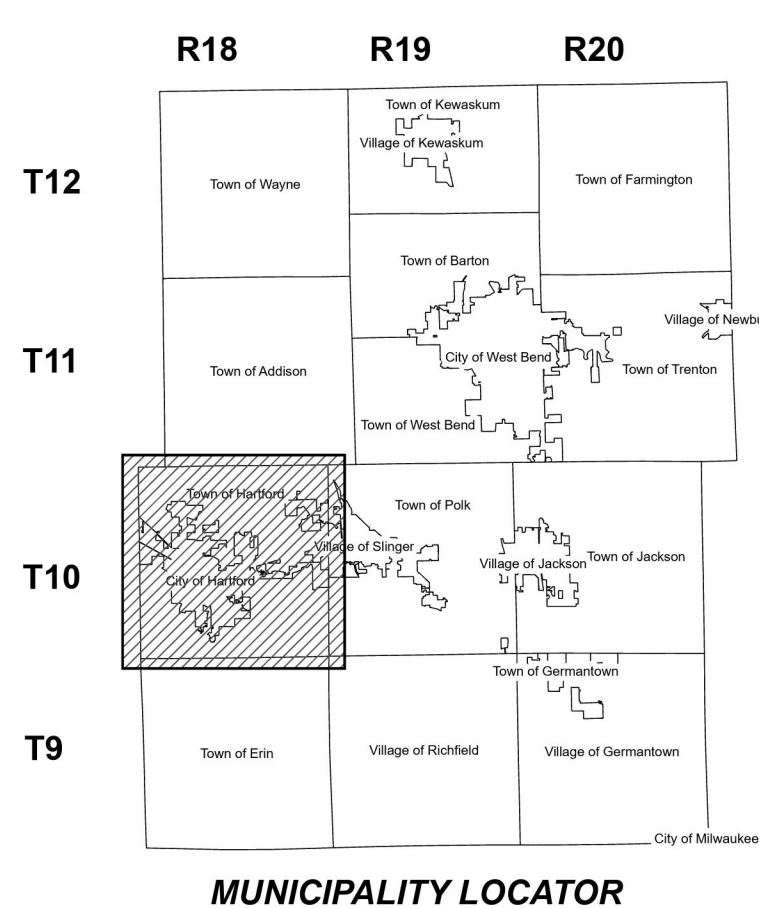 R18 R19 R20
T12
Town of Kewaskum
Village of Kewaskum
Town of Wayne
Town of Farmington
Town of Barton
T11
Village of Newbu
City of West Bend
Town of Addison
Town of Trenton
Town of West Bend
T10
Town of Hartford
Town of Polk
Village of Slinger
Village of Jackson
Town of Jackson
City of Hartford
T9
Town of Germantown
Town of Erin
Village of Richfield
Village of Germantown
City of Milwaukee
MUNICIPALITY LOCATOR